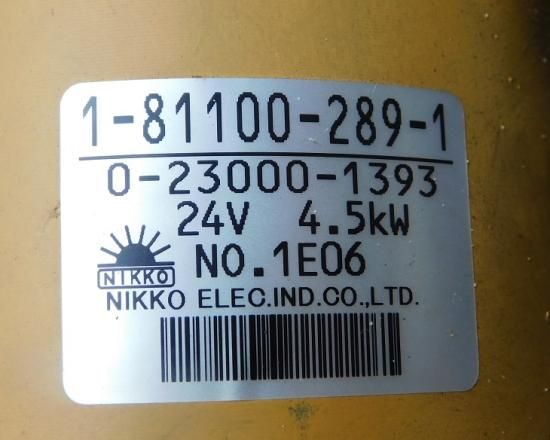 1-81100-289-1
0-23000-1393
24V 4.5kW
NIKKO NO.1E06
NIKKO ELEC.IND.CO.,LTD.